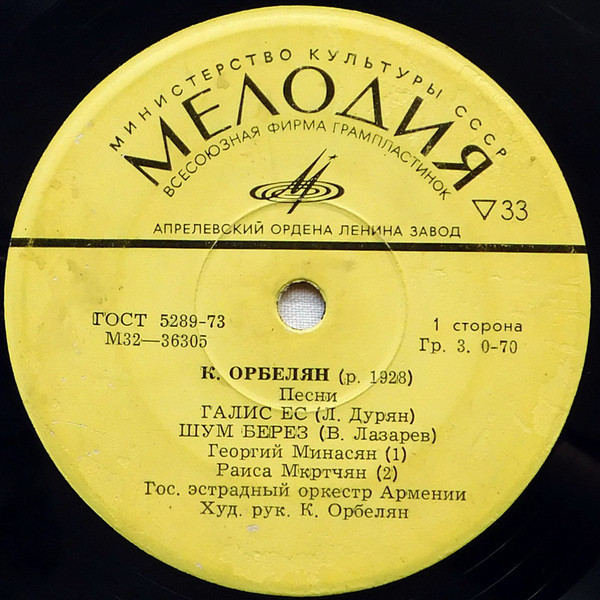 МИНИСТЕРСТВО КУЛЬТУРЫ СССР
МЕЛОДИЯ
ВСЕСОЮЗНАЯ ФИРМА ГРАМПЛАСТИНОК
33
АПРЕЛЕВСКИЙ ОРДЕНА ЛЕНИНА ЗАВОД
ГОСТ 5289-73
М32—36305
1 сторона
Гр. 3. 0-70
К. ОРБЕЛЯН (р. 1928)
Песни
ГАЛИС ЕС (Л. Дурян)
ШУМ БЕРЕЗ (В. Лазарев)
Георгий Минасян (1)
Раиса Мкртчян (2)
Гос. эстрадный оркестр Армении
Худ. рук. К. Орбелян